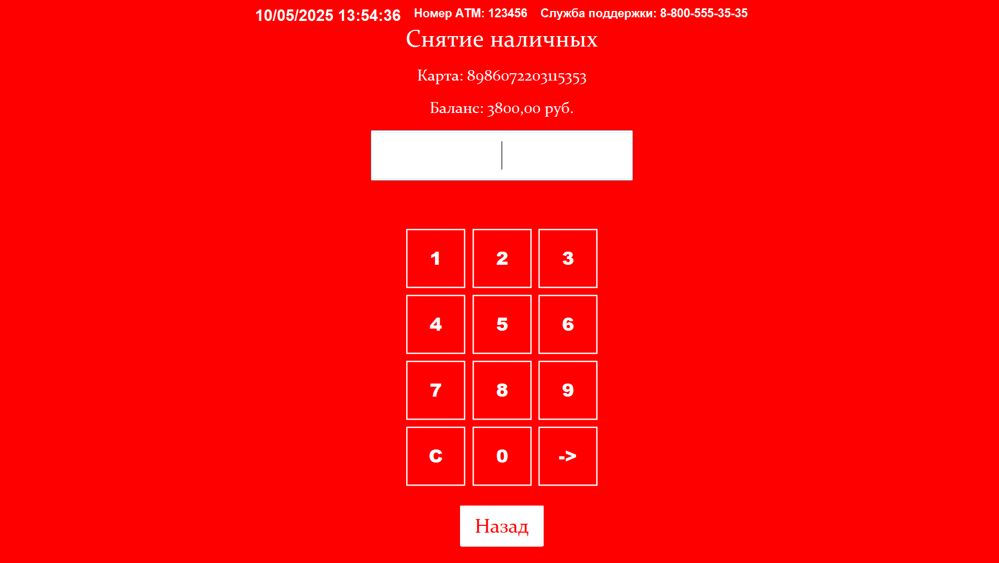 10/05/2025 13:54:36 Номер АТМ: 123456 Служба поддержки: 8-800-555-35-35
Снятие наличных
Карта: 8986072203115353
Баланс: 3800,00 руб.
1 2 3
4 5 6
7 8 9
C 0 ->
Назад